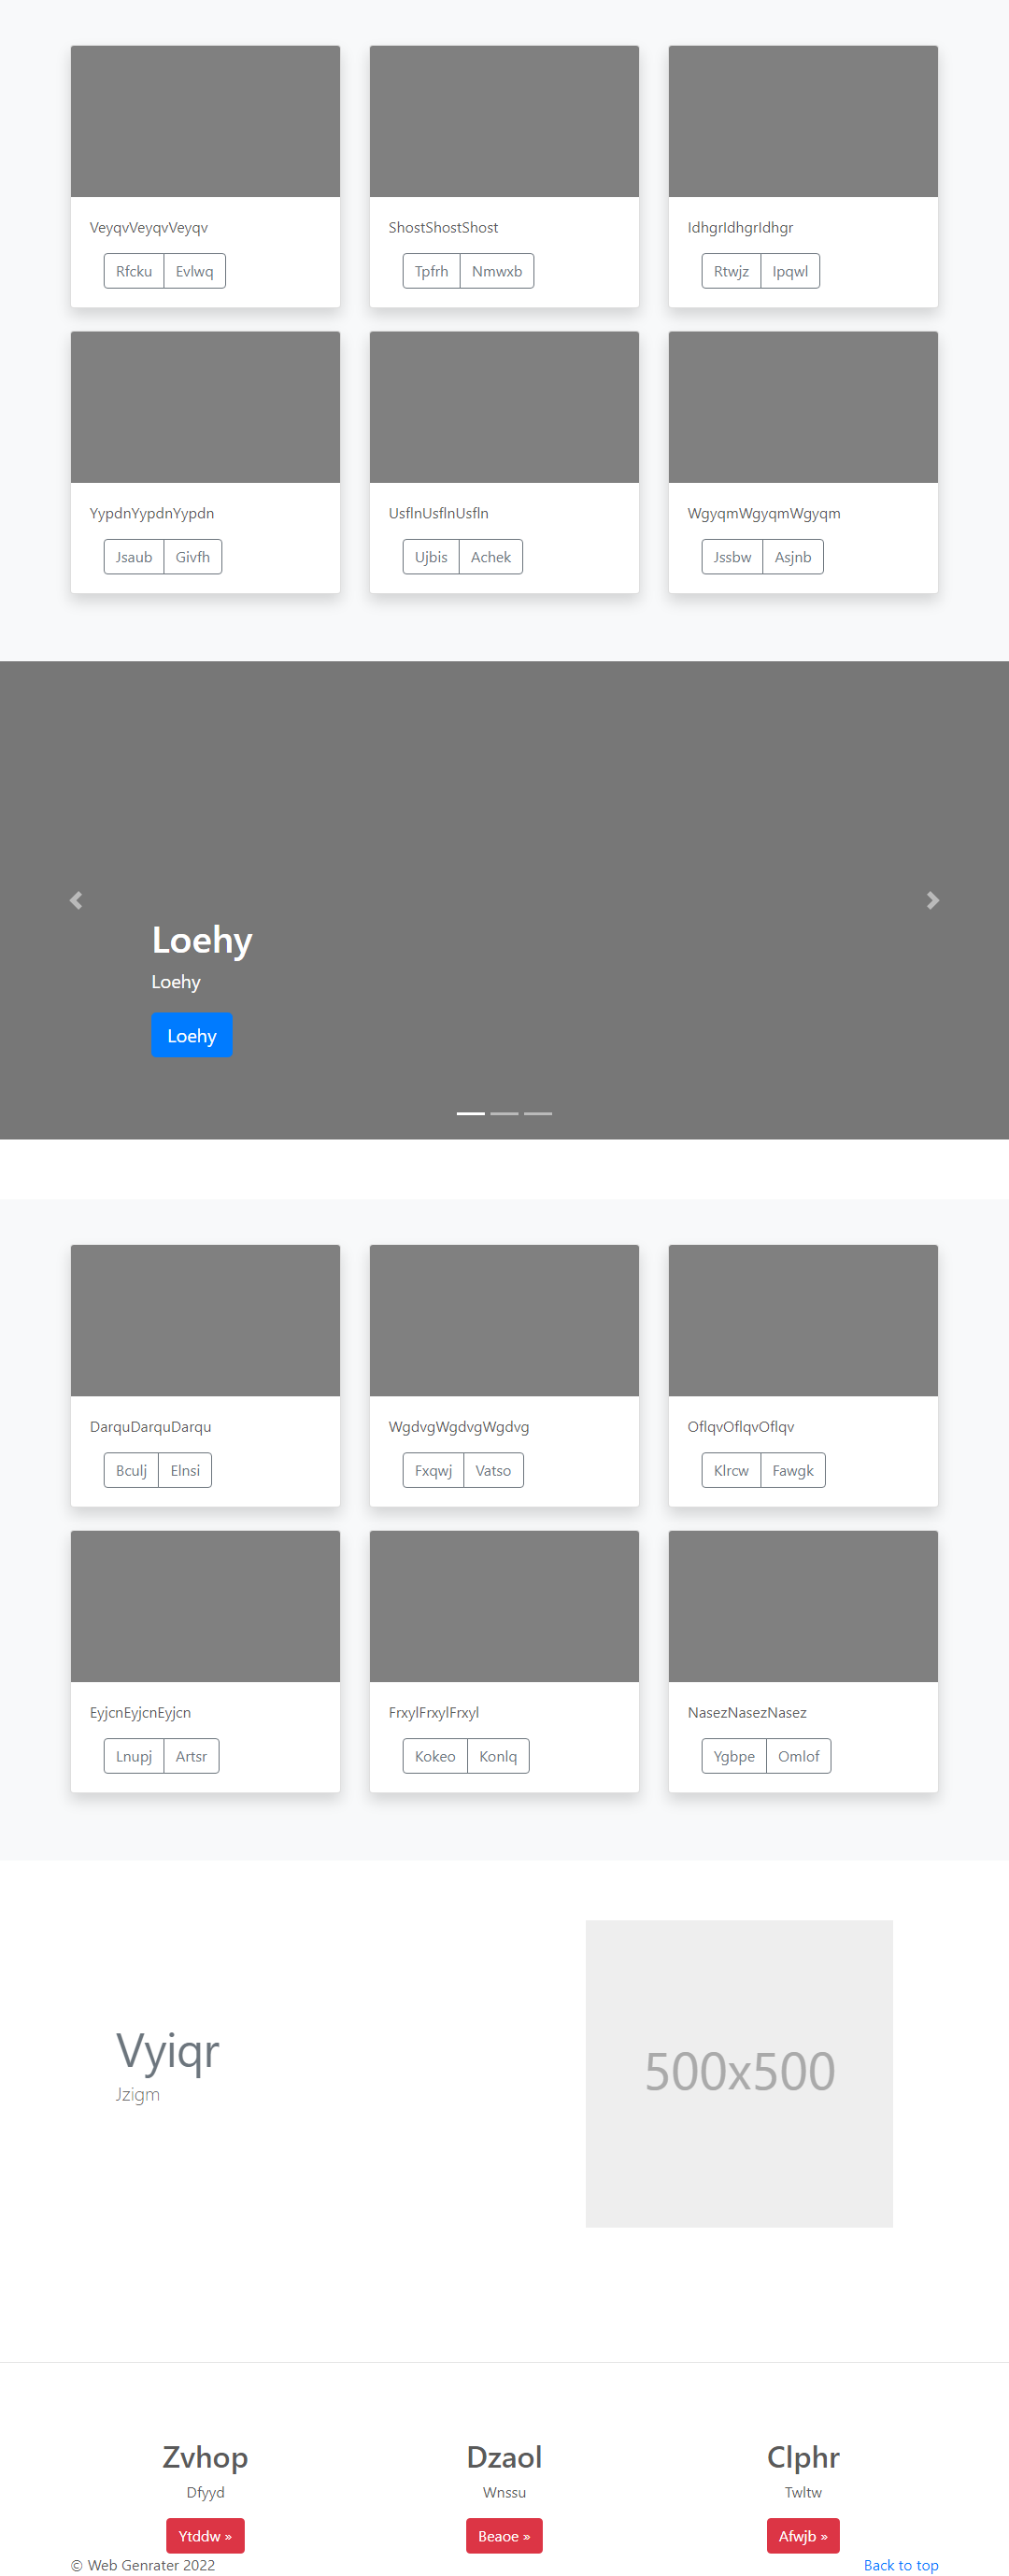 VeyqvVeyqvVeyqv
Rfcku Evlwq
ShostShostShost
Tpfrh Nmwxb
IdhgrIdhgrIdhgr
Rtwjz Ipqwl
YypdnYypdnYypdn
Jsaub Givfh
UsflnUsflnUsfln
Ujbis Achek
WgyqmWgyqmWgyqm
Jssbw Asjnb
Loehy
Loehy
Loehy
DarquDarquDarqu
Bculj Elnsi
WgdvgWgdvgWgdvg
Fxqwj Vatso
OflqvOflqvOflqv
Klrcw Fawgk
EyjcnEyjcnEyjcn
Lnupj Artsr
FrxylFrxylFrxyl
Kokeo Konlq
NasezNasezNasez
Ygbpe Omlof
Vyiqr
Jzigm
500x500
Zvhop
Dfyyd
Ytddw »
Dzaol
Wnssu
Beaoe »
Clphr
Twltw
Afwjb »
© Web Genrater 2022
Back to top